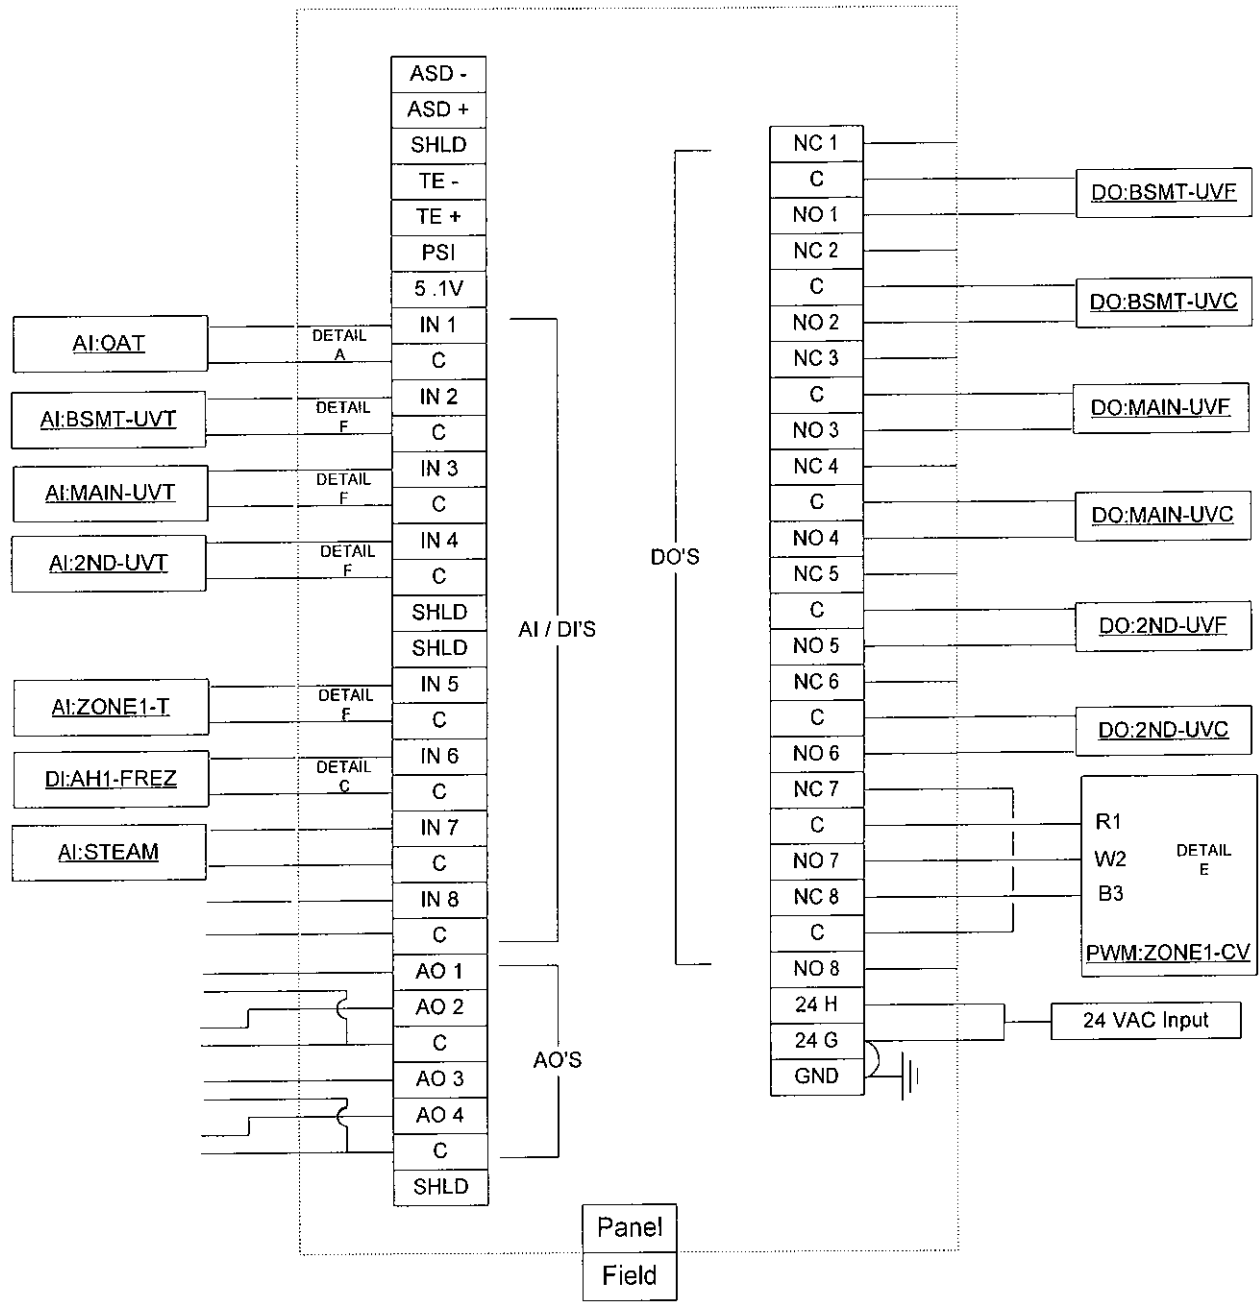 ASD -
ASD +
SHLD
TE -
TE +
PSI
5 .1V
IN 1
C
IN 2
C
IN 3
C
IN 4
C
SHLD
SHLD
IN 5
C
IN 6
C
IN 7
C
IN 8
C
AO 1
AO 2
C
AO 3
AO 4
C
SHLD
AI:OAT
DETAIL
A
AI:BSMT-UVT
DETAIL
F
AI:MAIN-UVT
DETAIL
F
AI:2ND-UVT
DETAIL
F
AI:ZONE1-T
DETAIL
F
DI:AH1-FREZ
DETAIL
C
AI:STEAM
AI / DI'S
AO'S
DO'S
NC 1
C
NO 1
NC 2
C
NO 2
NC 3
C
NO 3
NC 4
C
NO 4
NC 5
C
NO 5
NC 6
C
NO 6
NC 7
C
NO 7
NC 8
C
NO 8
24 H
24 G
GND
DO:BSMT-UVF
DO:BSMT-UVC
DO:MAIN-UVF
DO:MAIN-UVC
DO:2ND-UVF
DO:2ND-UVC
R1
W2
B3
DETAIL
E
PWM:ZONE1-CV
24 VAC Input
Panel
Field